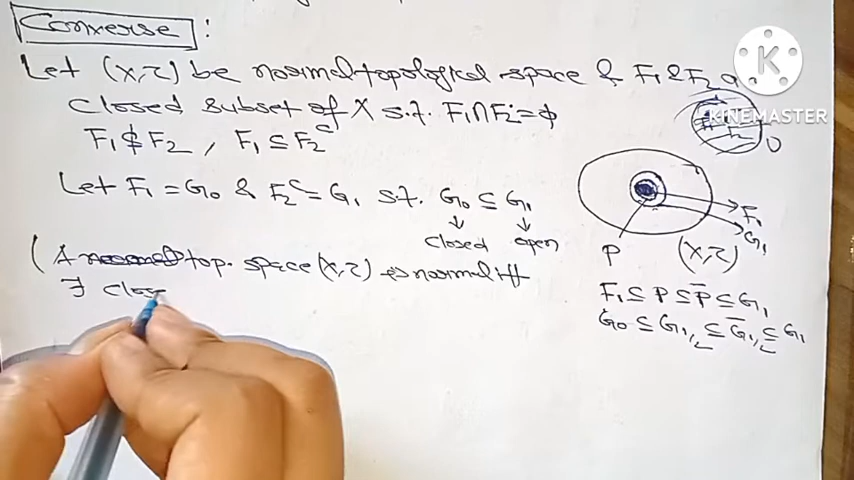 Converse :
Let (X,τ) be normal topological space & F₁ & F₂
closed subset of X s.t. F₁∩F₂=ϕ
F₁⊄F₂ , F₁⊆F₂ᶜ
Let F₁=G₀ & F₂ᶜ=G₁ s.t. G₀⊆G₁
↓ ↓
closed open
(A top. space (X,τ) is normal iff
∃ clos
K
KINEMASTER
U
F₁
G₁
P
(X,τ)
F₁⊆P⊆P̄⊆G₁
G₀⊆G₁/₂⊆Ḡ₁/₂⊆G₁